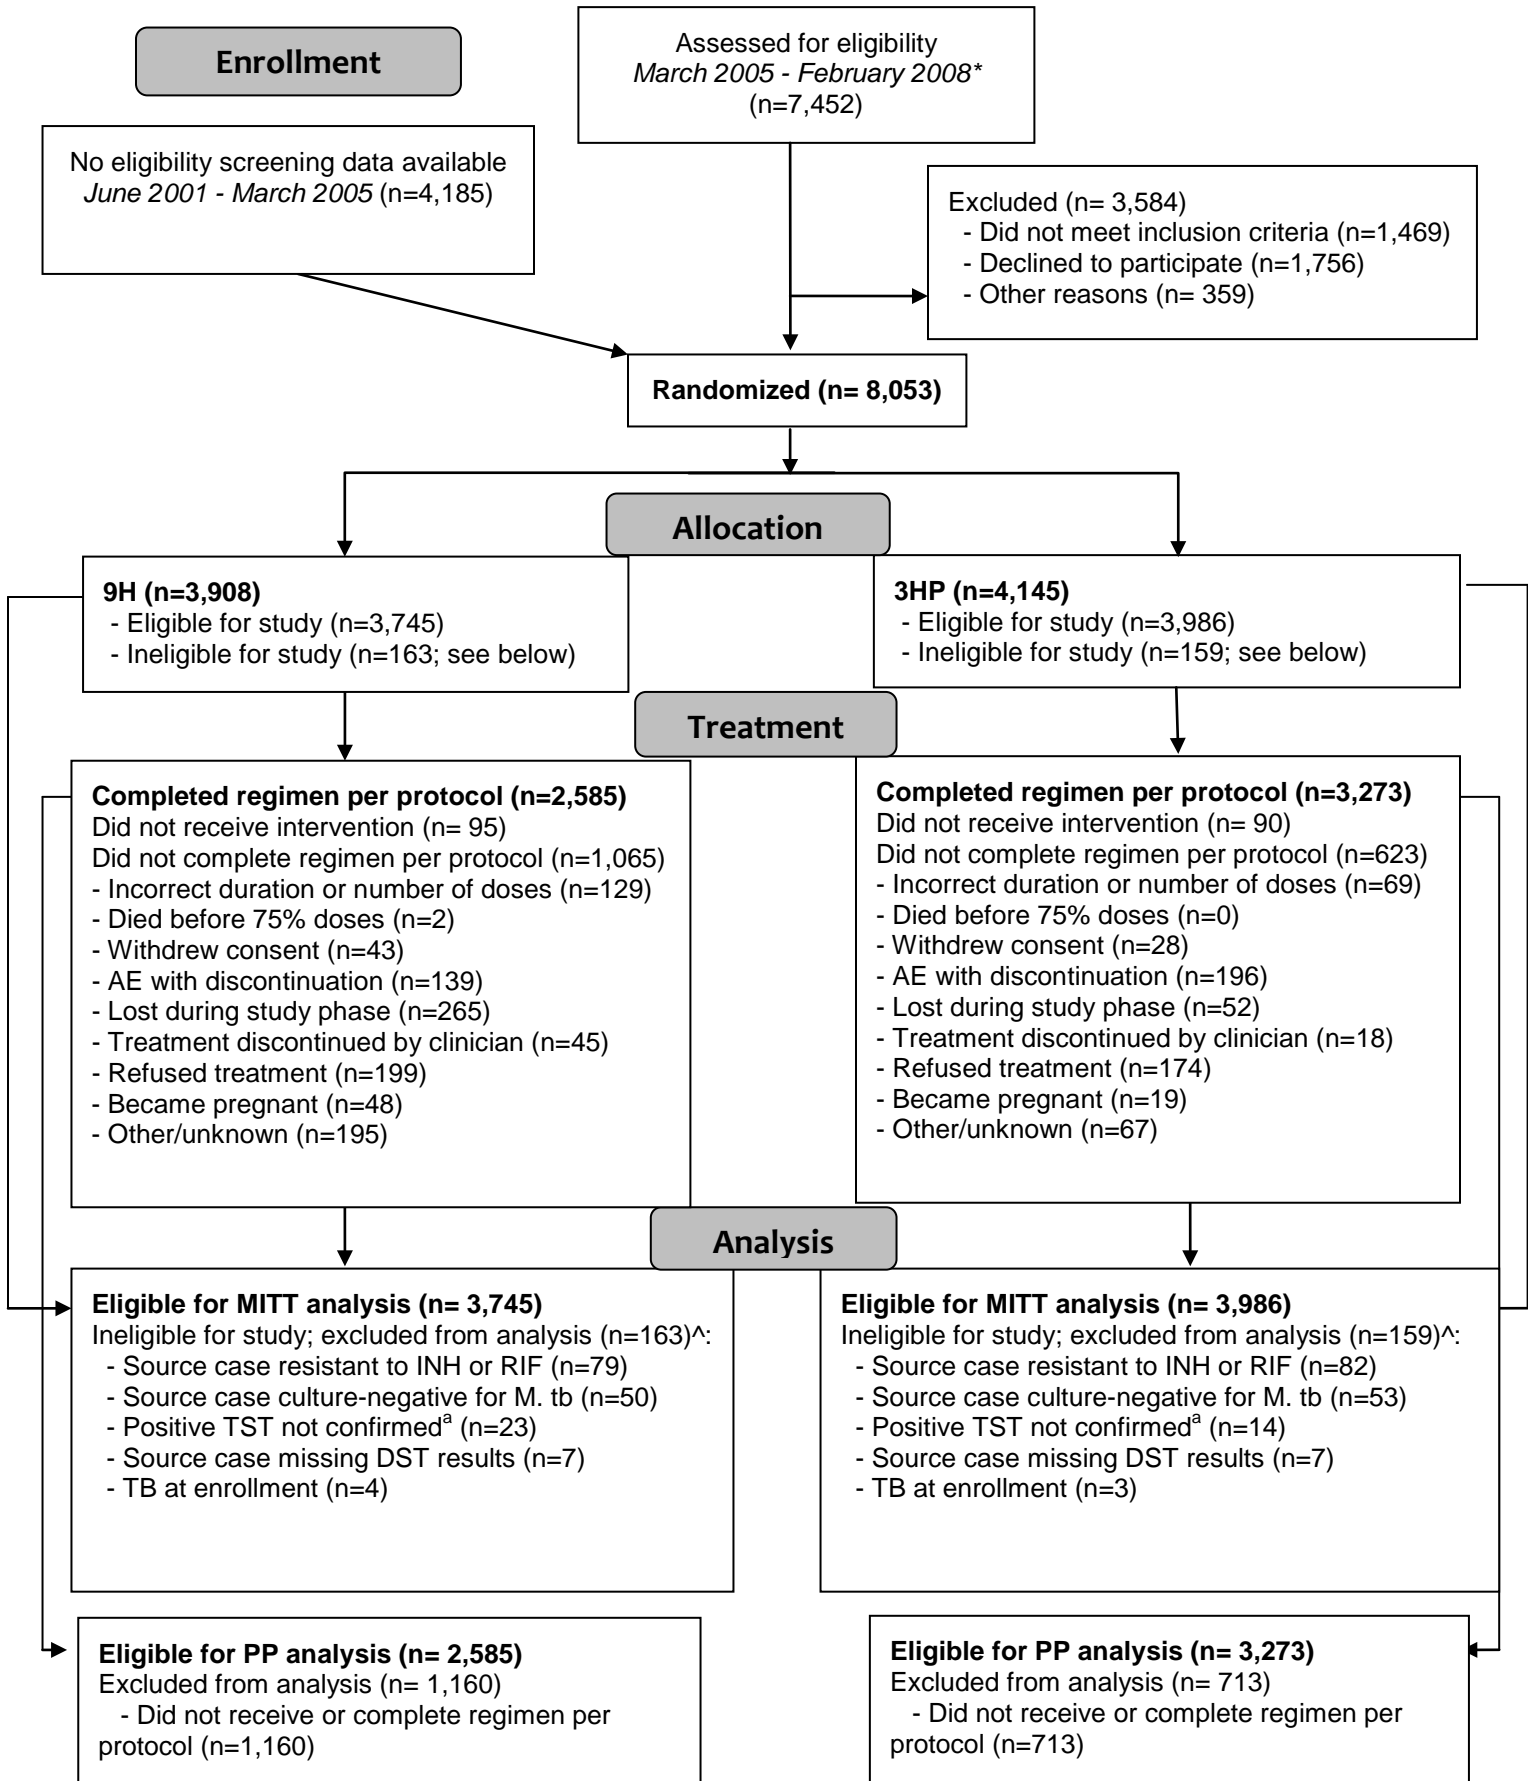 Enrollment
Assessed for eligibility
March 2005 - February 2008*
(n=7,452)
No eligibility screening data available
June 2001 - March 2005 (n=4,185)
Excluded (n= 3,584)
- Did not meet inclusion criteria (n=1,469)
- Declined to participate (n=1,756)
- Other reasons (n= 359)
Randomized (n= 8,053)
Allocation
9H (n=3,908)
- Eligible for study (n=3,745)
- Ineligible for study (n=163; see below)
3HP (n=4,145)
- Eligible for study (n=3,986)
- Ineligible for study (n=159; see below)
Treatment
Completed regimen per protocol (n=2,585)
Did not receive intervention (n= 95)
Did not complete regimen per protocol (n=1,065)
- Incorrect duration or number of doses (n=129)
- Died before 75% doses (n=2)
- Withdrew consent (n=43)
- AE with discontinuation (n=139)
- Lost during study phase (n=265)
- Treatment discontinued by clinician (n=45)
- Refused treatment (n=199)
- Became pregnant (n=48)
- Other/unknown (n=195)
Completed regimen per protocol (n=3,273)
Did not receive intervention (n= 90)
Did not complete regimen per protocol (n=623)
- Incorrect duration or number of doses (n=69)
- Died before 75% doses (n=0)
- Withdrew consent (n=28)
- AE with discontinuation (n=196)
- Lost during study phase (n=52)
- Treatment discontinued by clinician (n=18)
- Refused treatment (n=174)
- Became pregnant (n=19)
- Other/unknown (n=67)
Analysis
Eligible for MITT analysis (n= 3,745)
Ineligible for study; excluded from analysis (n=163)^:
- Source case resistant to INH or RIF (n=79)
- Source case culture-negative for M. tb (n=50)
- Positive TST not confirmedᵃ (n=23)
- Source case missing DST results (n=7)
- TB at enrollment (n=4)
Eligible for MITT analysis (n= 3,986)
Ineligible for study; excluded from analysis (n=159)^:
- Source case resistant to INH or RIF (n=82)
- Source case culture-negative for M. tb (n=53)
- Positive TST not confirmedᵃ (n=14)
- Source case missing DST results (n=7)
- TB at enrollment (n=3)
Eligible for PP analysis (n= 2,585)
Excluded from analysis (n= 1,160)
- Did not receive or complete regimen per
protocol (n=1,160)
Eligible for PP analysis (n= 3,273)
Excluded from analysis (n= 713)
- Did not receive or complete regimen per
protocol (n=713)